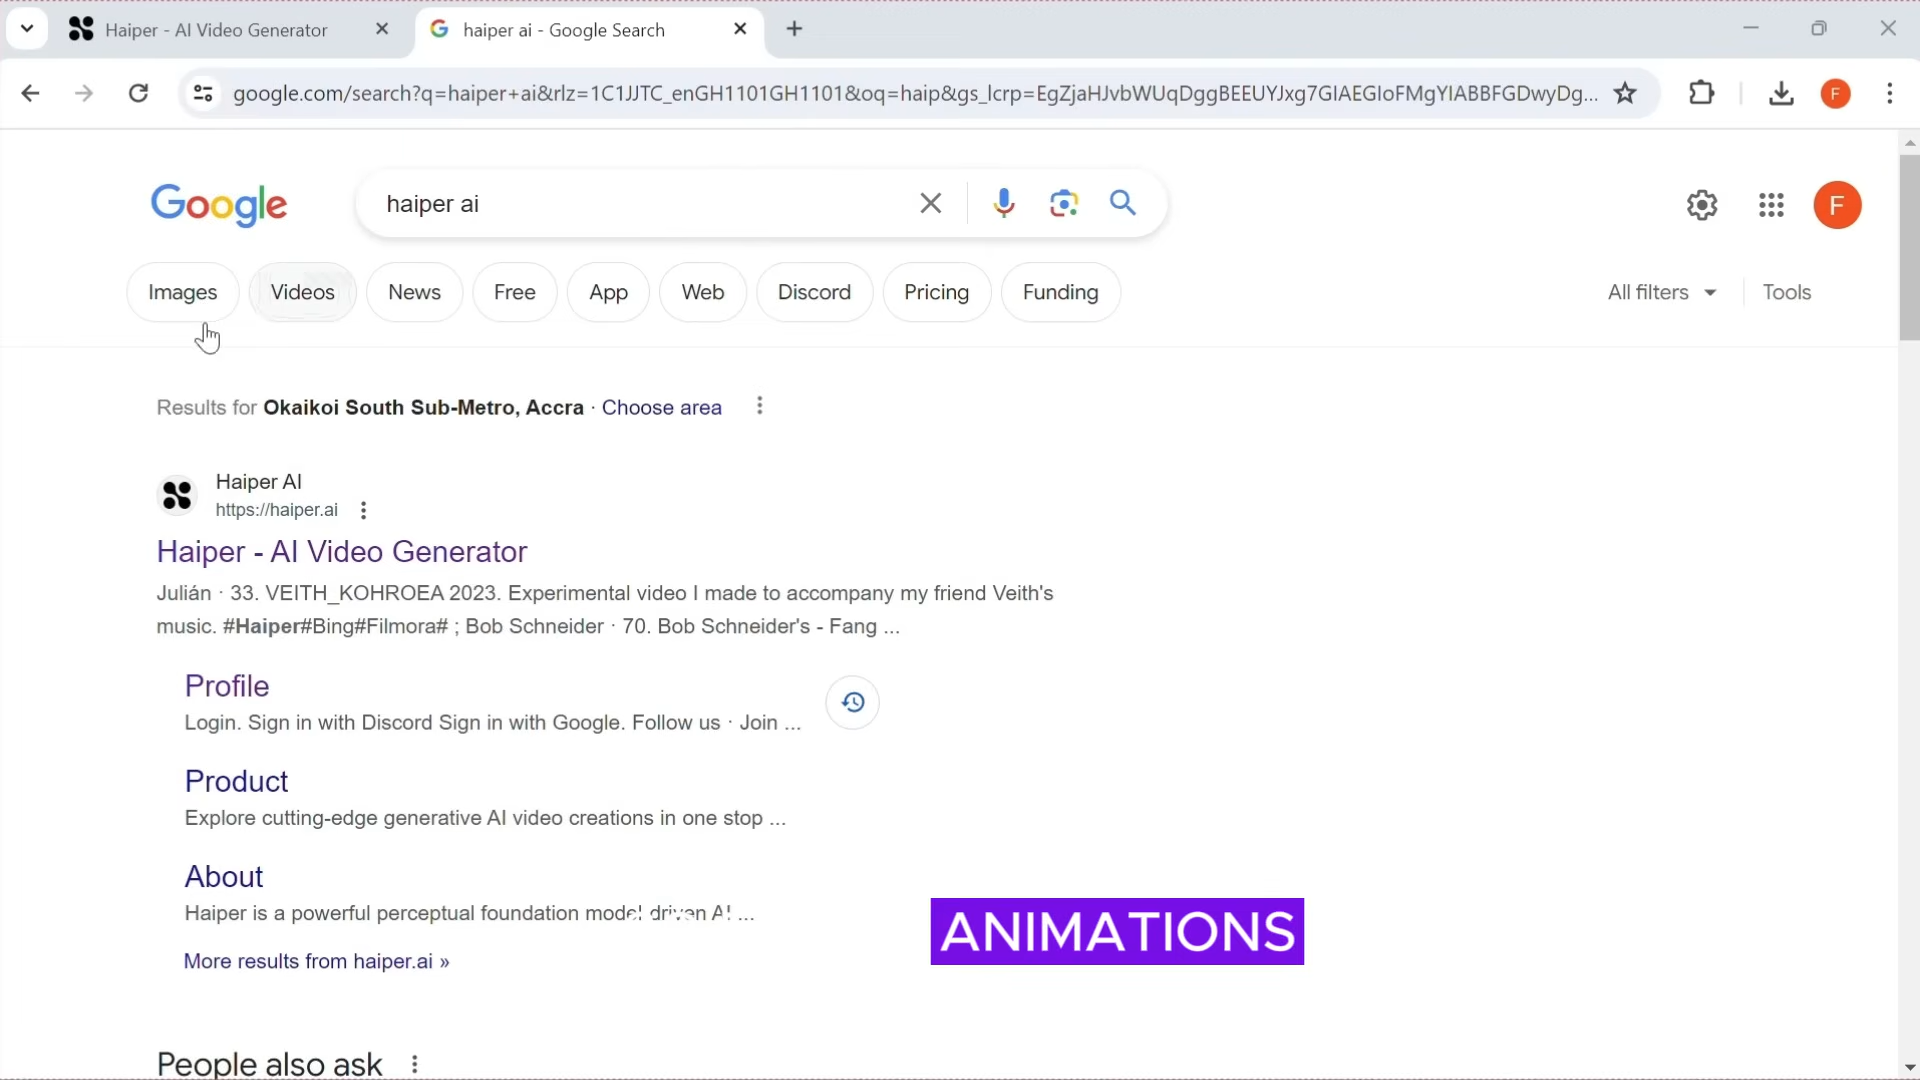 Haiper - AI Video Generator
haiper ai - Google Search
google.com/search?q=haiper+ai&rlz=1C1JJTC_enGH1101GH1101&oq=haip&gs_lcrp=EgZjaHJvbWUqDggBEEUYJxg7GIAEGIoFMgYIABBFGDwyDg...
F
Google
haiper ai
F
Images
Videos
News
Free
App
Web
Discord
Pricing
Funding
All filters
Tools
Results for Okaikoi South Sub-Metro, Accra · Choose area
Haiper AI
https://haiper.ai
Haiper - AI Video Generator
Julián · 33. VEITH_KOHROEA 2023. Experimental video I made to accompany my friend Veith's
music. #Haiper#Bing#Filmora# ; Bob Schneider · 70. Bob Schneider's - Fang ...
Profile
Login. Sign in with Discord Sign in with Google. Follow us · Join ...
Product
Explore cutting-edge generative AI video creations in one stop ...
About
Haiper is a powerful perceptual foundation model driven AI ...
ANIMATIONS
More results from haiper.ai »
People also ask